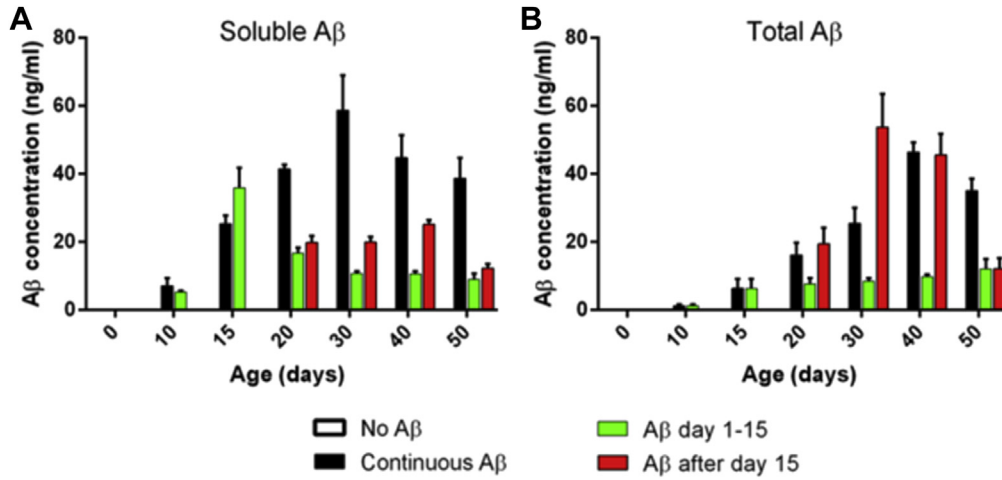 A
Soluble Aβ
Aβ concentration (ng/ml)
80
60
40
20
0
0
10
15
20
30
40
50
Age (days)
B
Total Aβ
Aβ concentration (ng/ml)
80
60
40
20
0
0
10
15
20
30
40
50
Age (days)
No Aβ
Continuous Aβ
Aβ day 1-15
Aβ after day 15